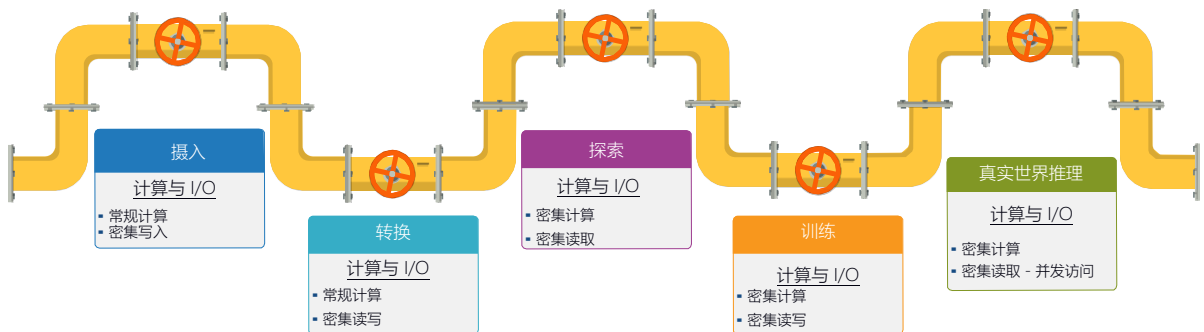 摄入
计算与 I/O
▪ 常规计算
▪ 密集写入
转换
计算与 I/O
▪ 常规计算
▪ 密集读写
探索
计算与 I/O
▪ 密集计算
▪ 密集读取
训练
计算与 I/O
▪ 密集计算
▪ 密集读写
真实世界推理
计算与 I/O
▪ 密集计算
▪ 密集读取 - 并发访问